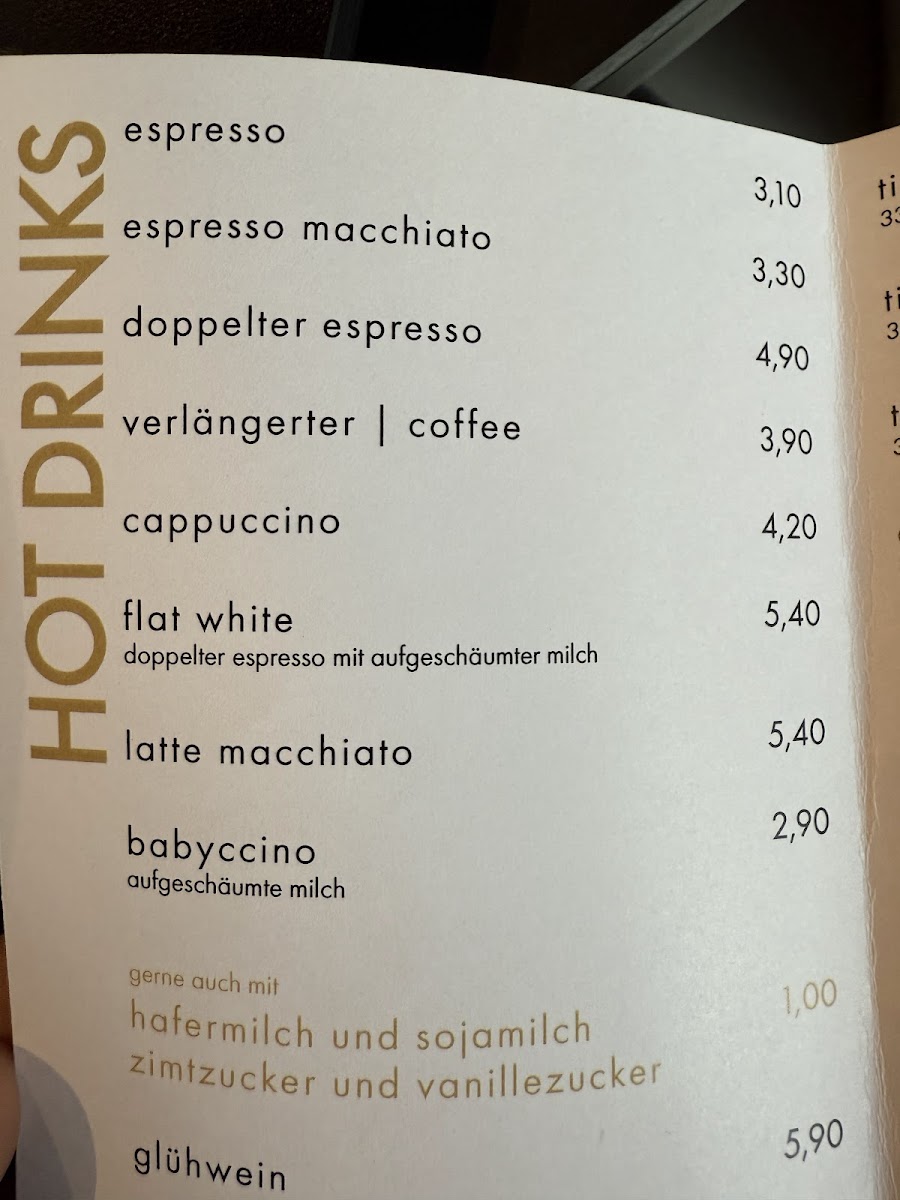 HOT DRINKS
espresso 3,10
espresso macchiato 3,30
doppelter espresso 4,90
verlängerter | coffee 3,90
cappuccino 4,20
flat white 5,40
doppelter espresso mit aufgeschäumter milch
latte macchiato 5,40
babyccino 2,90
aufgeschäumte milch
gerne auch mit
hafermilch und sojamilch 1,00
zimtzucker und vanillezucker
glühwein 5,90